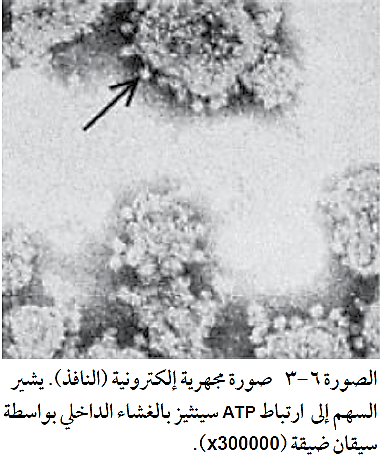 الصورة ٦-٣ صورة مجهرية إلكترونية (النافذ). يشير
السهم إلى ارتباط ATP سينثيز بالغشاء الداخلي بواسطة
سيقان ضيقة (x300000).